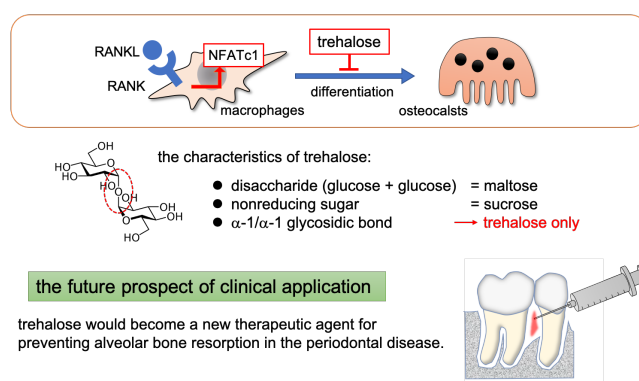 RANKL
RANK
NFATc1
trehalose
macrophages
differentiation
osteocalsts
HO
OH
O
HO
HO
HO
OH
O
HO
O
OH
OH
HO
the characteristics of trehalose:
● disaccharide (glucose + glucose) = maltose
● nonreducing sugar = sucrose
● α-1/α-1 glycosidic bond → trehalose only
the future prospect of clinical application
trehalose would become a new therapeutic agent for
preventing alveolar bone resorption in the periodontal disease.